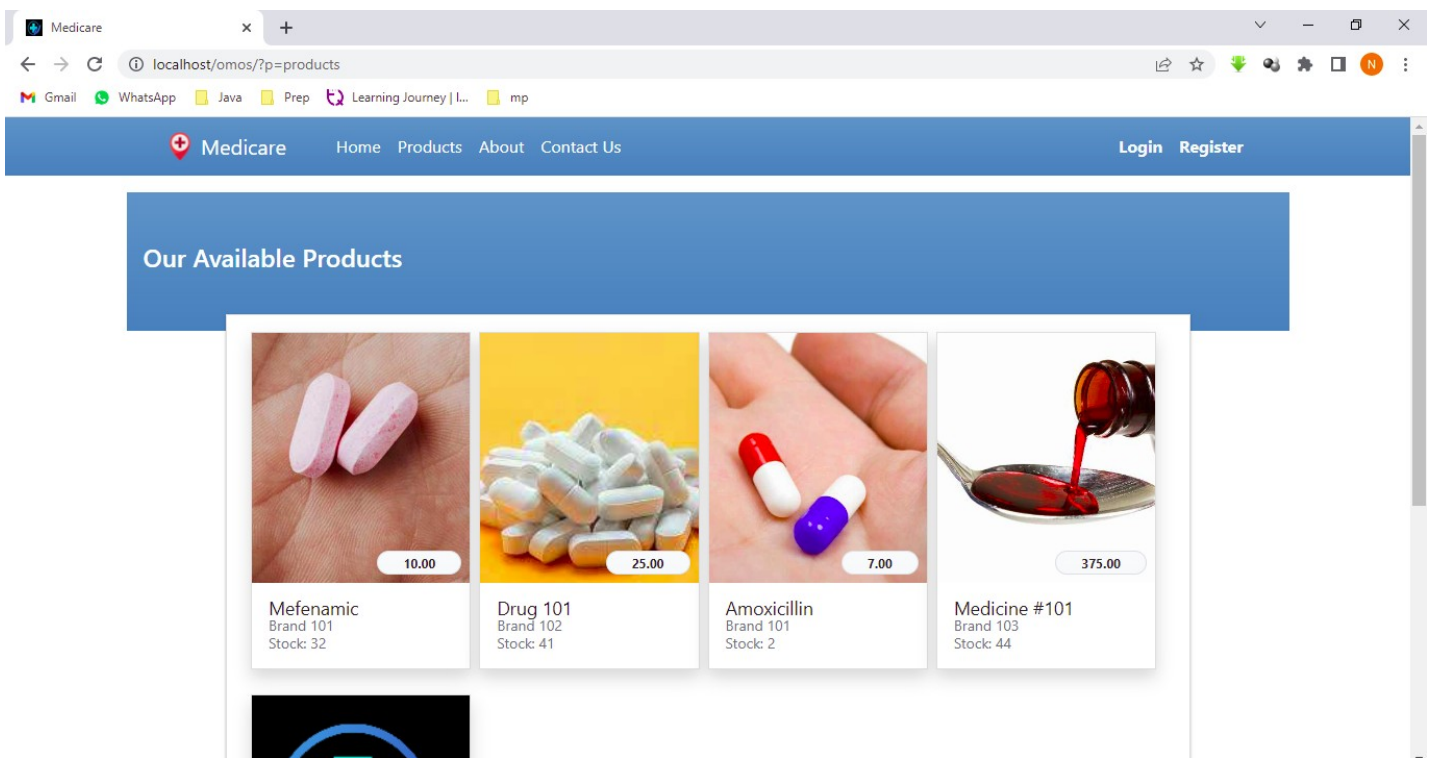 Medicare
localhost/omos/?p=products
Gmail WhatsApp Java Prep Learning Journey | I... mp
Medicare Home Products About Contact Us Login Register
Our Available Products
10.00 25.00 7.00 375.00
Mefenamic Drug 101 Amoxicillin Medicine #101
Brand 101 Brand 102 Brand 101 Brand 103
Stock: 32 Stock: 41 Stock: 2 Stock: 44